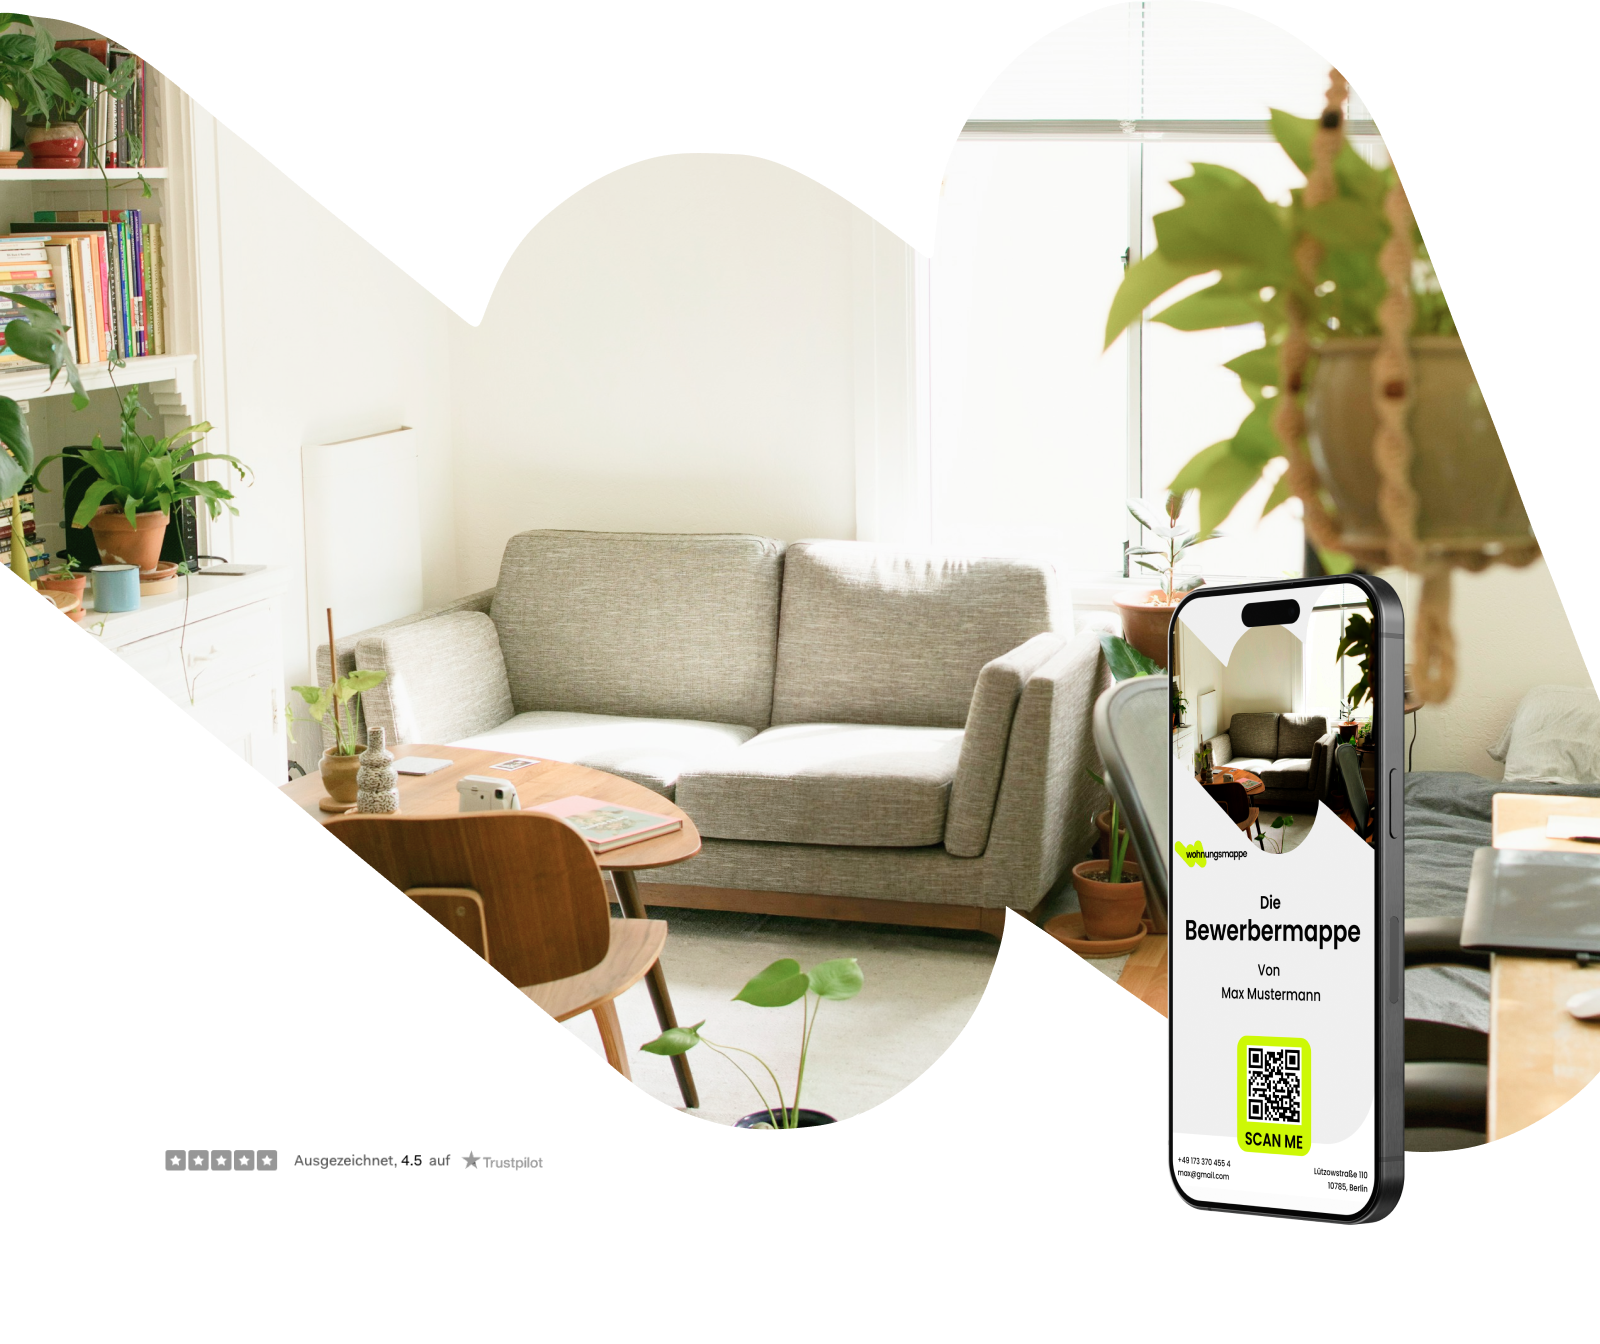 wohnungsmappe
Die
Bewerbermappe
Von
Max Mustermann
SCAN ME
+49 173 370 455 4
max@gmail.com
Lützowstraße 110
10785, Berlin
Ausgezeichnet, 4.5 auf Trustpilot